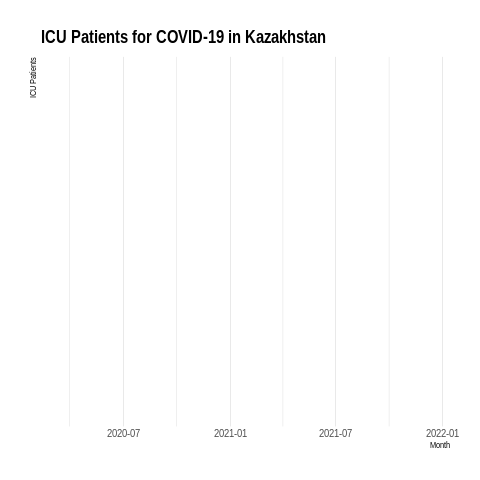 ICU Patients for COVID-19 in Kazakhstan
ICU Patients
2020-07
2021-01
2021-07
2022-01
Month